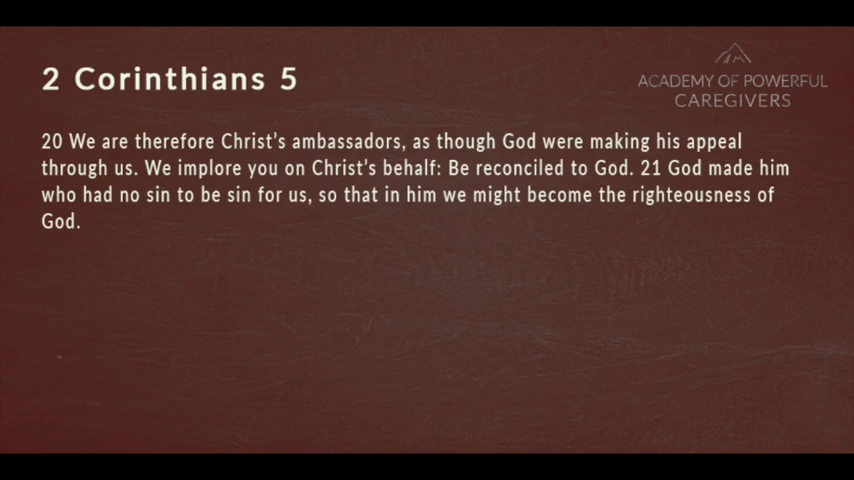 2 Corinthians 5
ACADEMY OF POWERFUL
CAREGIVERS
20 We are therefore Christ's ambassadors, as though God were making his appeal
through us. We implore you on Christ's behalf: Be reconciled to God. 21 God made him
who had no sin to be sin for us, so that in him we might become the righteousness of
God.